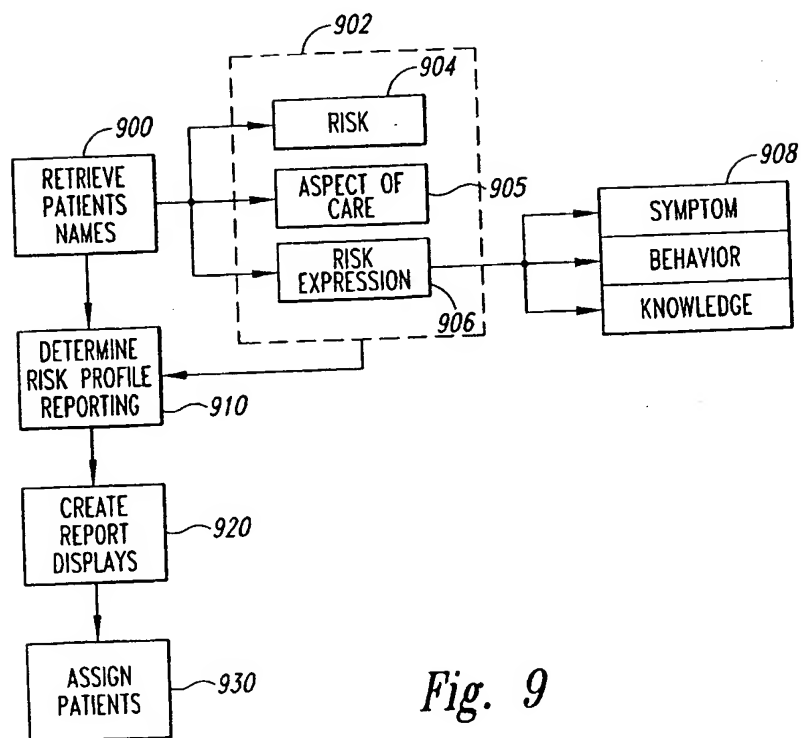 902
904
RISK
900
RETRIEVE
PATIENTS
NAMES
ASPECT OF
CARE
905
908
SYMPTOM
BEHAVIOR
KNOWLEDGE
RISK
EXPRESSION
906
DETERMINE
RISK PROFILE
REPORTING
910
CREATE
REPORT
DISPLAYS
920
ASSIGN
PATIENTS
930
Fig. 9